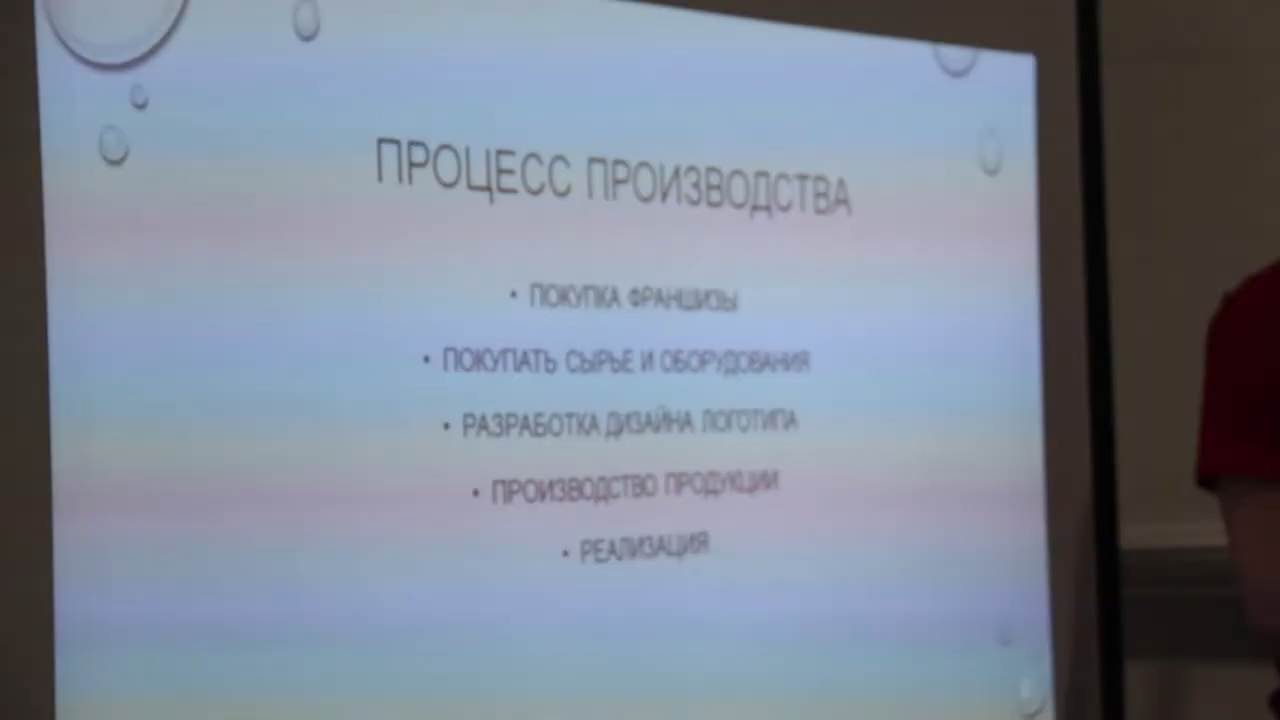 ПРОЦЕСС ПРОИЗВОДСТВА
• ПОКУПКА ФРАНШИЗЫ
• ПОКУПАТЬ СЫРЬЕ И ОБОРУДОВАНИЯ
• РАЗРАБОТКА ДИЗАЙНА ЛОГОТИПА
• ПРОИЗВОДСТВО ПРОДУКЦИИ
• РЕАЛИЗАЦИЯ